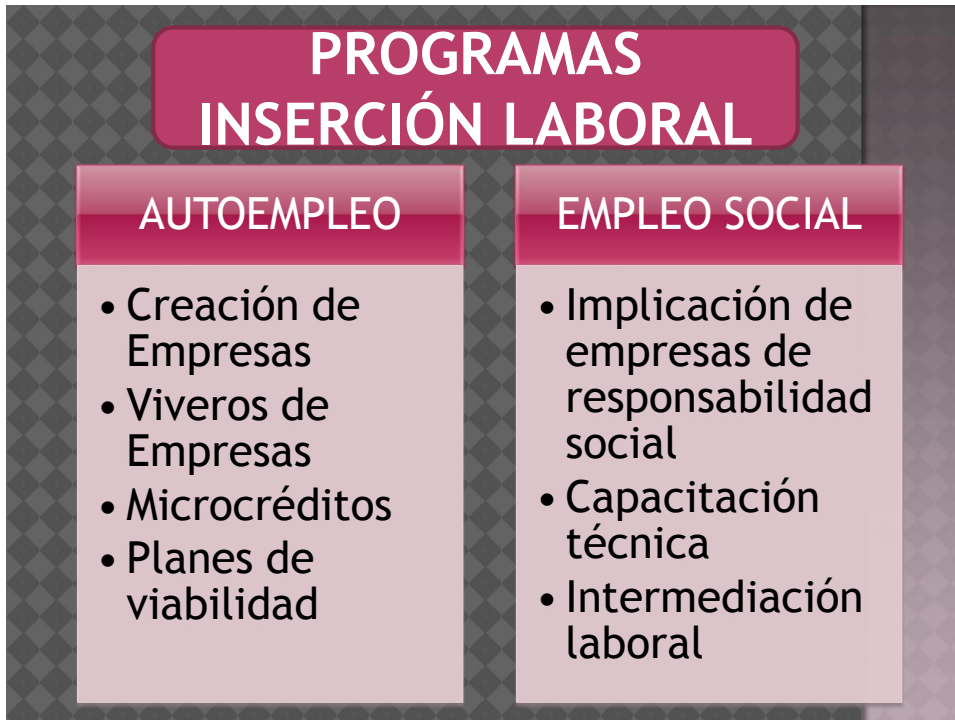 PROGRAMAS
INSERCIÓN LABORAL
AUTOEMPLEO
• Creación de
Empresas
• Viveros de
Empresas
• Microcréditos
• Planes de
viabilidad
EMPLEO SOCIAL
• Implicación de
empresas de
responsabilidad
social
• Capacitación
técnica
• Intermediación
laboral